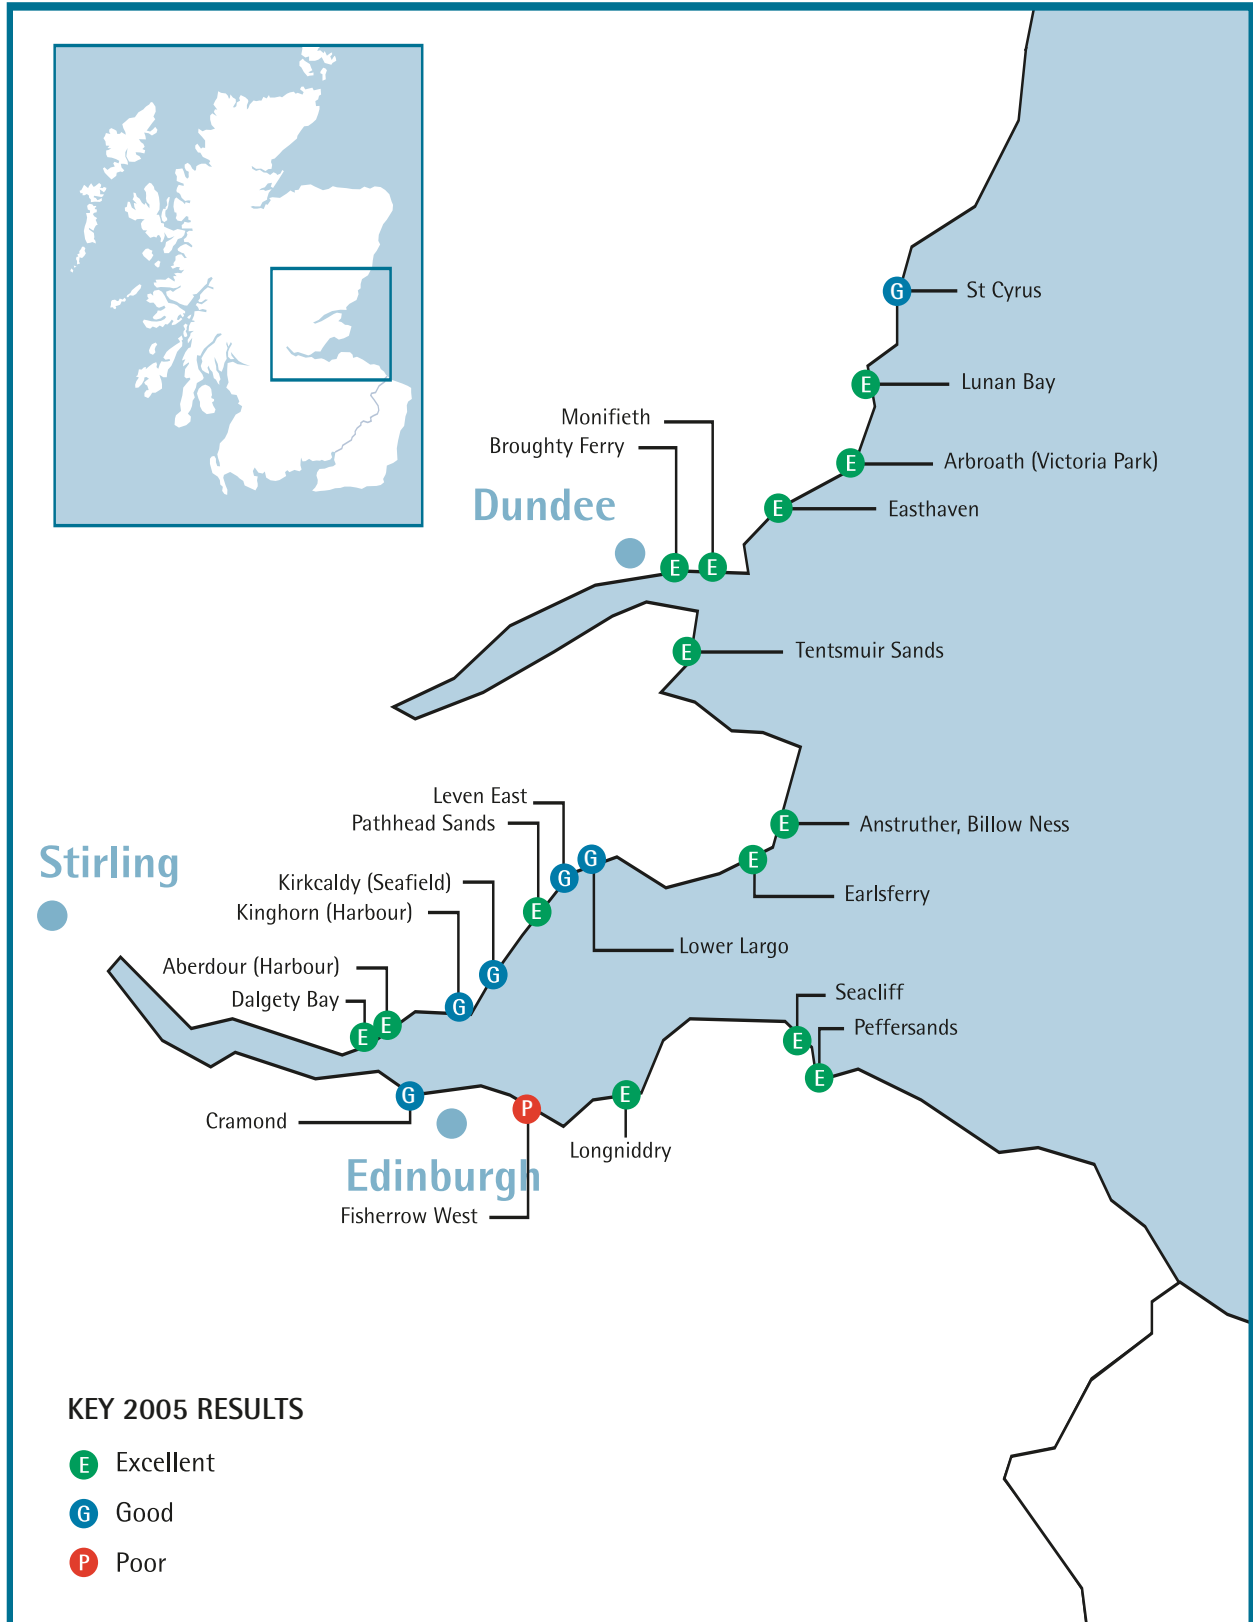 G St Cyrus
E Lunan Bay
Monifieth
Broughty Ferry
E Arbroath (Victoria Park)
Dundee
E Easthaven
E E
E Tentsmuir Sands
Leven East
Pathhead Sands
E Anstruther, Billow Ness
Stirling
G
E
Kirkcaldy (Seafield)
G
E Earlsferry
Kinghorn (Harbour)
E
Lower Largo
Aberdour (Harbour)
G
Seacliff
Dalgety Bay
G
Peffersands
E
E
E
E
Cramond
G
P
E
Longniddry
Edinburgh
Fisherrow West
KEY 2005 RESULTS
E Excellent
G Good
P Poor